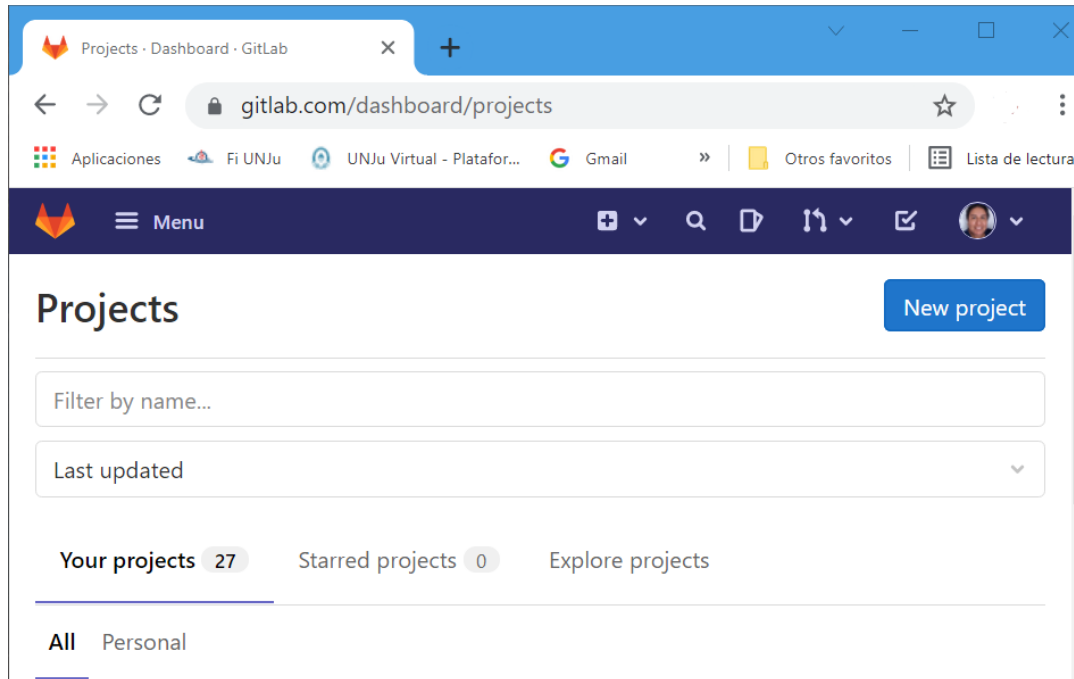 Projects · Dashboard · GitLab
gitlab.com/dashboard/projects
Aplicaciones Fi UNJu UNJu Virtual - Platafor... Gmail » Otros favoritos Lista de lectura
Menu
Projects New project
Filter by name...
Last updated
Your projects 27 Starred projects 0 Explore projects
All Personal